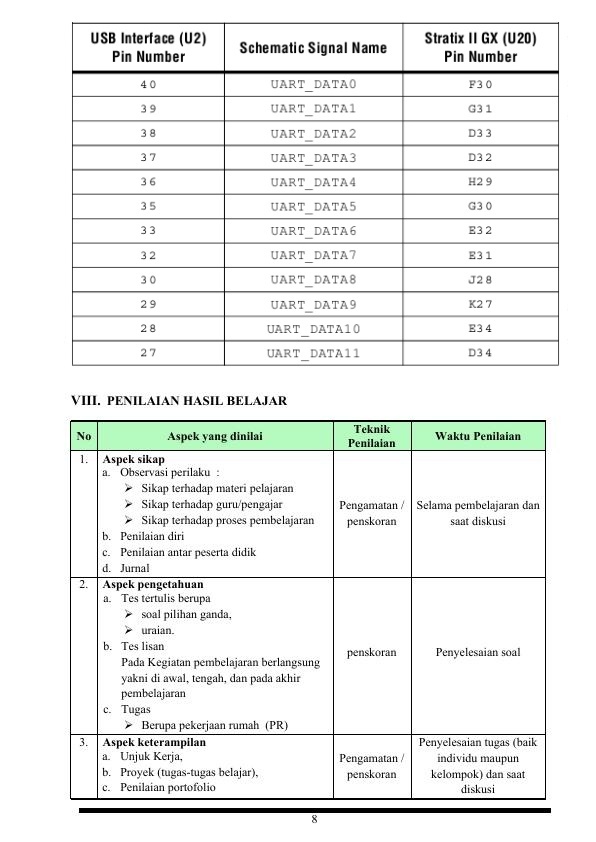 USB Interface (U2) Pin Number	Schematic Signal Name	Stratix II GX (U20) Pin Number
40	UART_DATA0	F30
39	UART_DATA1	G31
38	UART_DATA2	D33
37	UART_DATA3	D32
36	UART_DATA4	H29
35	UART_DATA5	G30
33	UART_DATA6	E32
32	UART_DATA7	E31
30	UART_DATA8	J28
29	UART_DATA9	K27
28	UART_DATA10	E34
27	UART_DATA11	D34
VIII. PENILAIAN HASIL BELAJAR
No	Aspek yang dinilai	Teknik Penilaian	Waktu Penilaian
1. Aspek sikap
a. Observasi perilaku :
➢ Sikap terhadap materi pelajaran
➢ Sikap terhadap guru/pengajar
➢ Sikap terhadap proses pembelajaran
b. Penilaian diri
c. Penilaian antar peserta didik
d. Jurnal
Pengamatan /
penskoran
Selama pembelajaran dan
saat diskusi
2. Aspek pengetahuan
a. Tes tertulis berupa
➢ soal pilihan ganda,
➢ uraian.
b. Tes lisan
Pada Kegiatan pembelajaran berlangsung
yakni di awal, tengah, dan pada akhir
pembelajaran
c. Tugas
➢ Berupa pekerjaan rumah (PR)
penskoran
Penyelesaian soal
3. Aspek keterampilan
a. Unjuk Kerja,
b. Proyek (tugas-tugas belajar),
c. Penilaian portofolio
Pengamatan /
penskoran
Penyelesaian tugas (baik
individu maupun
kelompok) dan saat
diskusi
8